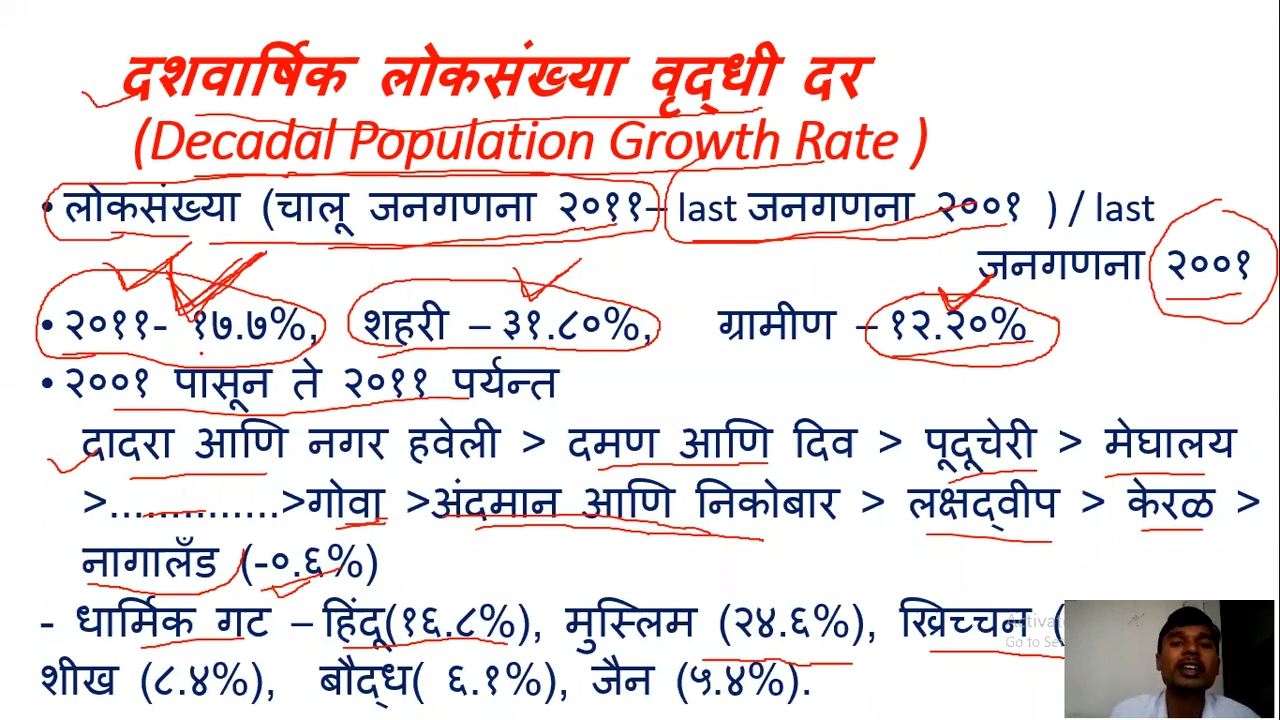 दशवार्षिक लोकसंख्या वृद्धी दर
(Decadal Population Growth Rate )
• लोकसंख्या (चालू जनगणना २०११– last जनगणना २००१ ) / last
जनगणना २००१
• २०११- १७.७%, शहरी – ३१.८०%, ग्रामीण – १२.२०%
• २००१ पासून ते २०११ पर्यन्त
दादरा आणि नगर हवेली > दमण आणि दिव > पूदूचेरी > मेघालय
>..............>गोवा >अंदमान आणि निकोबार > लक्षद्वीप > केरळ >
नागालँड (-०.६%)
- धार्मिक गट – हिंदू(१६.८%), मुस्लिम (२४.६%), ख्रिच्चन (
शीख (८.४%), बौद्ध( ६.१%), जैन (५.४%).